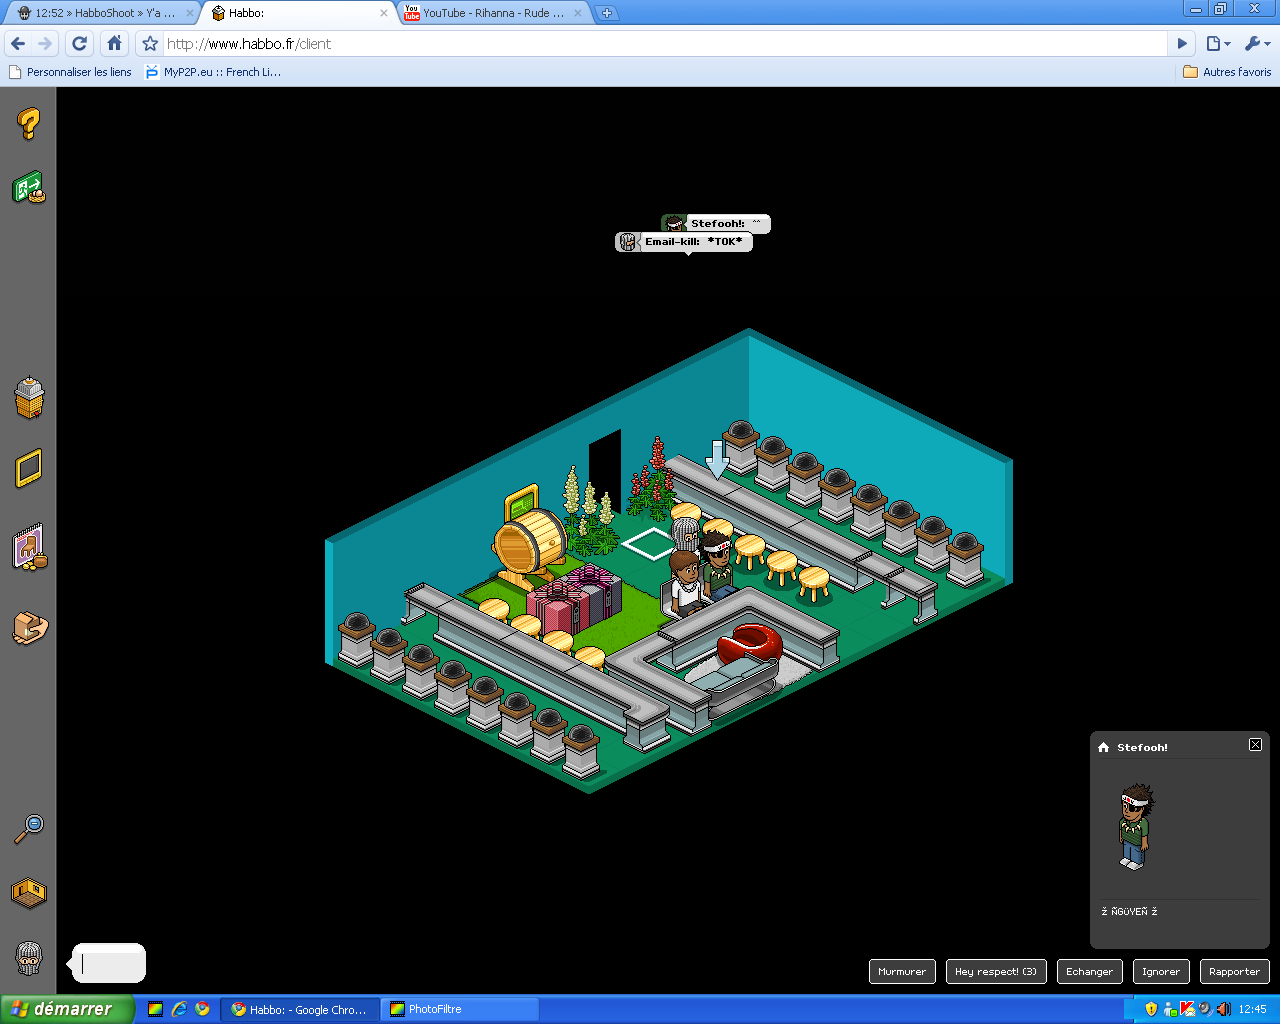 12:52 » HabboShoot » Y'a ...
Habbo:
YouTube - Rihanna - Rude ...
http://www.habbo.fr/client
Personnaliser les liens
MyP2P.eu :: French Li...
Autres favoris
Stefooh!: ^^
Email-kill: *TOK*
Stefooh!
Ž ÑGUYEÑ Ž
Murmurer
Hey respect! (3)
Echanger
Ignorer
Rapporter
démarrer
Habbo: - Google Chro...
PhotoFiltre
12:45